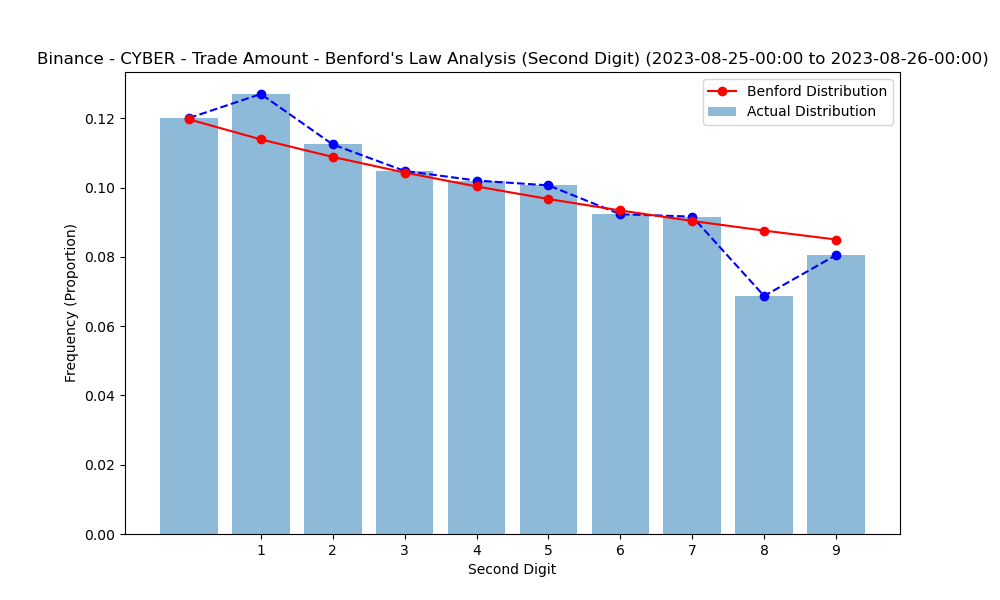 Binance - CYBER - Trade Amount - Benford's Law Analysis (Second Digit) (2023-08-25-00:00 to 2023-08-26-00:00)
Benford Distribution
Actual Distribution
Frequency (Proportion)
0.12
0.10
0.08
0.06
0.04
0.02
0.00
1 2 3 4 5 6 7 8 9
Second Digit